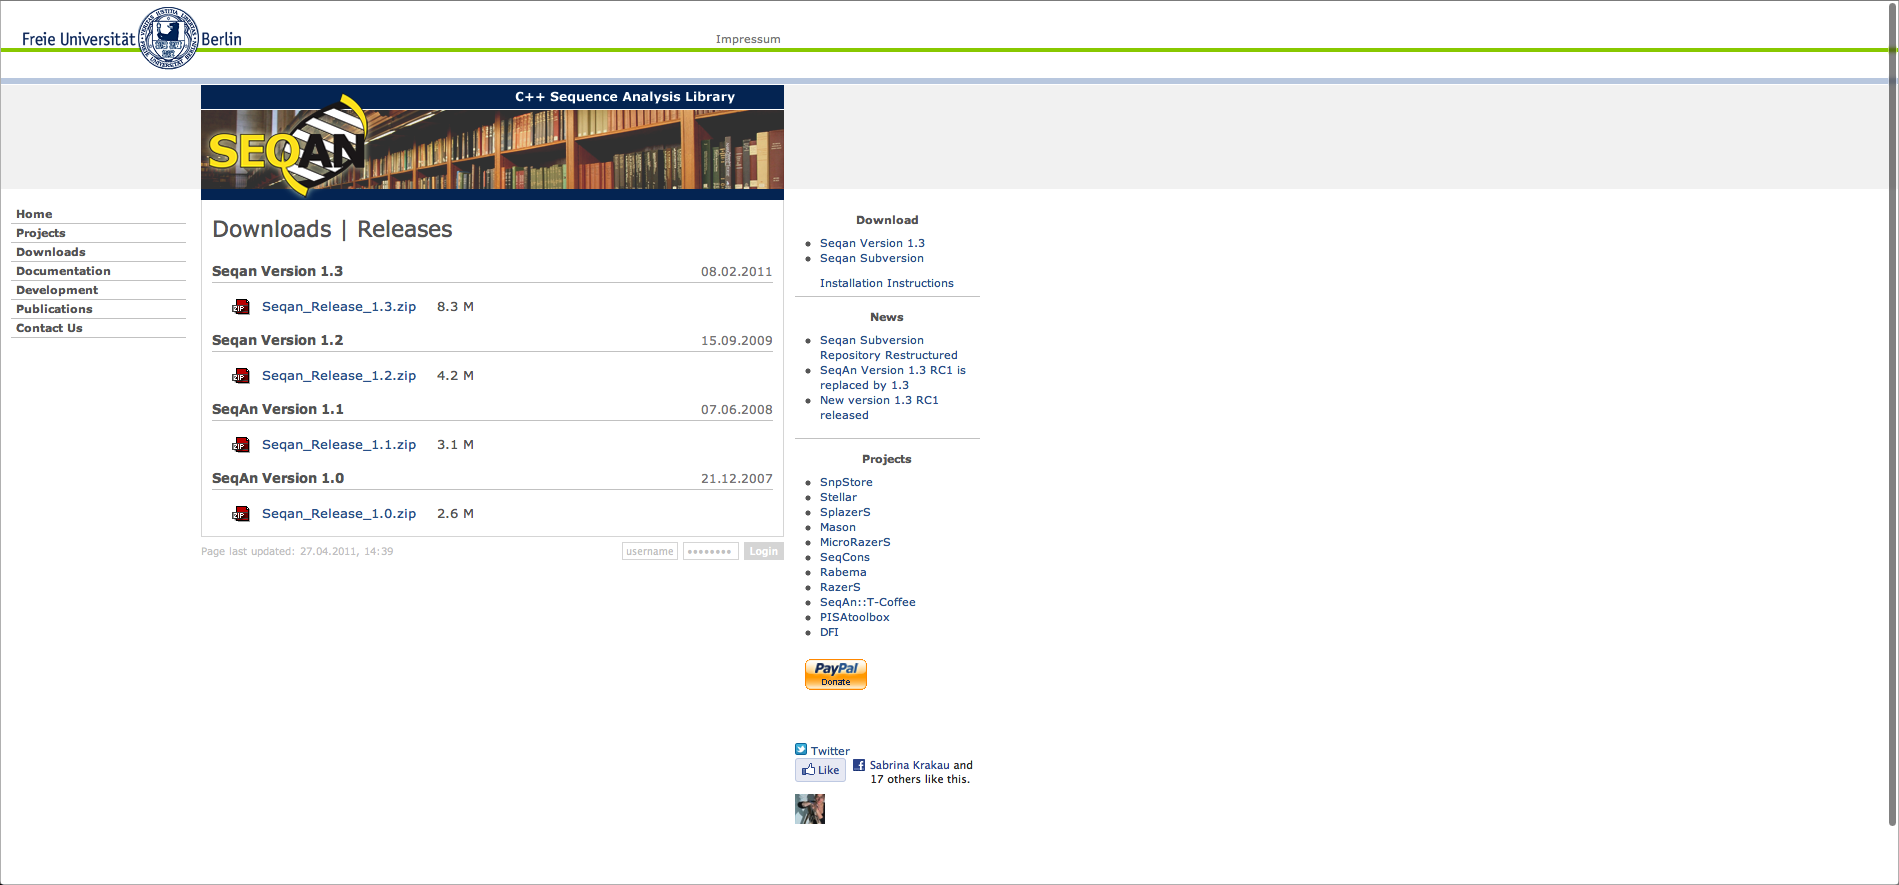 Freie Universität Berlin
Impressum
C++ Sequence Analysis Library
SEQAN
Home
Projects
Downloads
Documentation
Development
Publications
Contact Us
Downloads | Releases
Seqan Version 1.3 08.02.2011
ZIP Seqan_Release_1.3.zip 8.3 M
Seqan Version 1.2 15.09.2009
ZIP Seqan_Release_1.2.zip 4.2 M
SeqAn Version 1.1 07.06.2008
ZIP Seqan_Release_1.1.zip 3.1 M
SeqAn Version 1.0 21.12.2007
ZIP Seqan_Release_1.0.zip 2.6 M
Page last updated: 27.04.2011, 14:39
username
Login
Download
Seqan Version 1.3
Seqan Subversion
Installation Instructions
News
Seqan Subversion
Repository Restructured
SeqAn Version 1.3 RC1 is
replaced by 1.3
New version 1.3 RC1
released
Projects
SnpStore
Stellar
SplazerS
Mason
MicroRazerS
SeqCons
Rabema
RazerS
SeqAn::T-Coffee
PISAtoolbox
DFI
PayPal
Donate
Twitter
Like
Sabrina Krakau and
17 others like this.